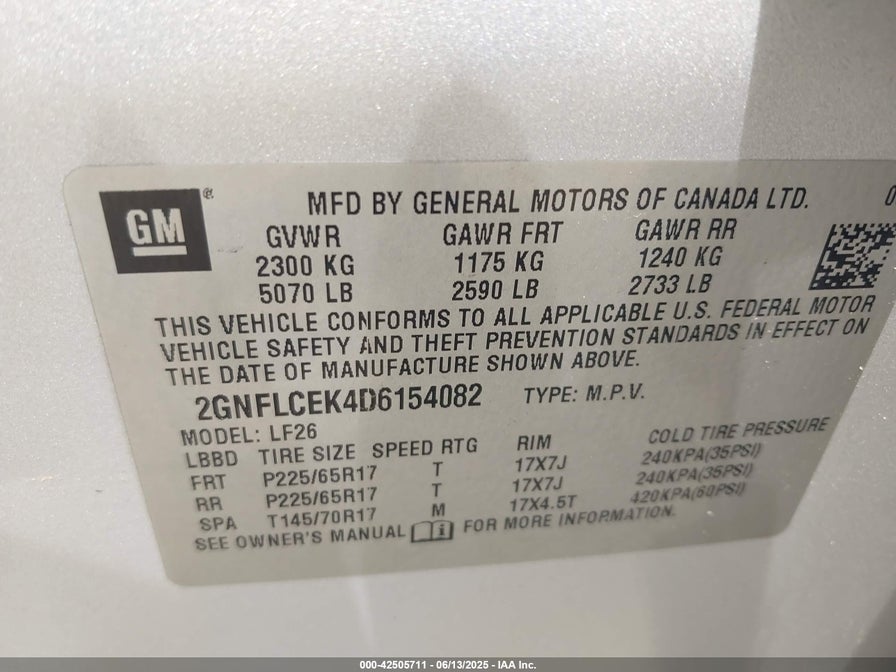 GM ®
MFD BY GENERAL MOTORS OF CANADA LTD. 0
GVWR GAWR FRT GAWR RR
2300 KG 1175 KG 1240 KG
5070 LB 2590 LB 2733 LB
THIS VEHICLE CONFORMS TO ALL APPLICABLE U.S. FEDERAL MOTOR
VEHICLE SAFETY AND THEFT PREVENTION STANDARDS IN EFFECT ON
THE DATE OF MANUFACTURE SHOWN ABOVE.
2GNFLCEK4D6154082 TYPE: M.P.V.
MODEL: LF26
LBBD TIRE SIZE SPEED RTG RIM COLD TIRE PRESSURE
FRT P225/65R17 T 17X7J 240KPA(35PSI)
RR P225/65R17 T 17X7J 240KPA(35PSI)
SPA T145/70R17 M 17X4.5T 420KPA(60PSI)
SEE OWNER'S MANUAL FOR MORE INFORMATION.
000-42505711 - 06/13/2025 - IAA Inc.